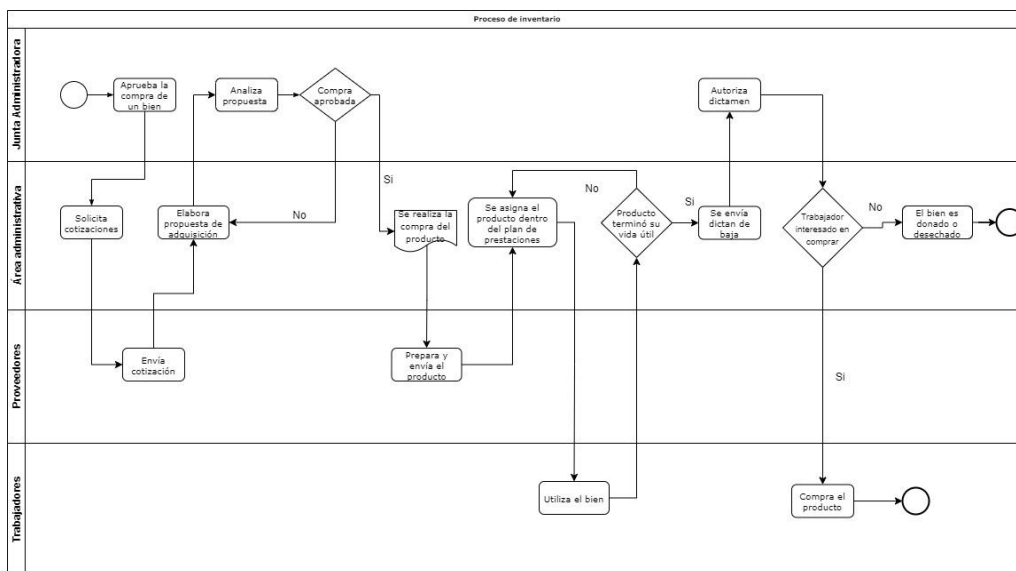 Proceso de inventario
Junta Administradora
Aprueba la
compra de
un bien
Analiza
propuesta
Compra
aprobada
Autoriza
dictamen
Si
No
Área administrativa
Solicita
cotizaciones
Elabora
propuesta de
adquisición
No
Se realiza la
compra del
producto
Se asigna el
producto dentro
del plan de
prestaciones
Producto
terminó su
vida útil
Si
Se envía
dictan de
baja
Trabajador
interesado en
comprar
No
El bien es
donado o
desechado
Proveedores
Envía
cotización
Prepara y
envía el
producto
Si
Trabajadores
Utiliza el bien
Compra el
producto